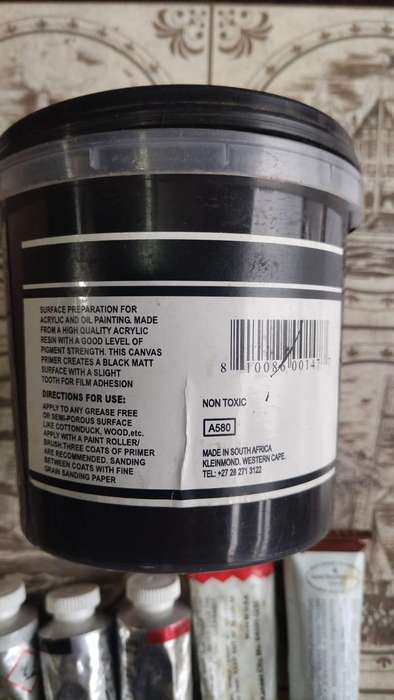 SURFACE PREPARATION FOR
ACRYLIC AND OIL PAINTING. MADE
FROM A HIGH QUALITY ACRYLIC
RESIN WITH A GOOD LEVEL OF
PIGMENT STRENGTH. THIS CANVAS
PRIMER CREATES A BLACK MATT
SURFACE WITH A SLIGHT
TOOTH FOR FILM ADHESION
DIRECTIONS FOR USE:
APPLY TO ANY GREASE FREE
OR SEMI-POROUS SURFACE
LIKE COTTONDUCK, WOOD,etc.
APPLY WITH A PAINT ROLLER/
BRUSH.THREE COATS OF PRIMER
ARE RECOMMENDED, SANDING
BETWEEN COATS WITH FINE
GRAIN SANDING PAPER
8 10086 00147
NON TOXIC
A580
MADE IN SOUTH AFRICA
KLEINMOND, WESTERN CAPE.
TEL: +27 28 271 3122